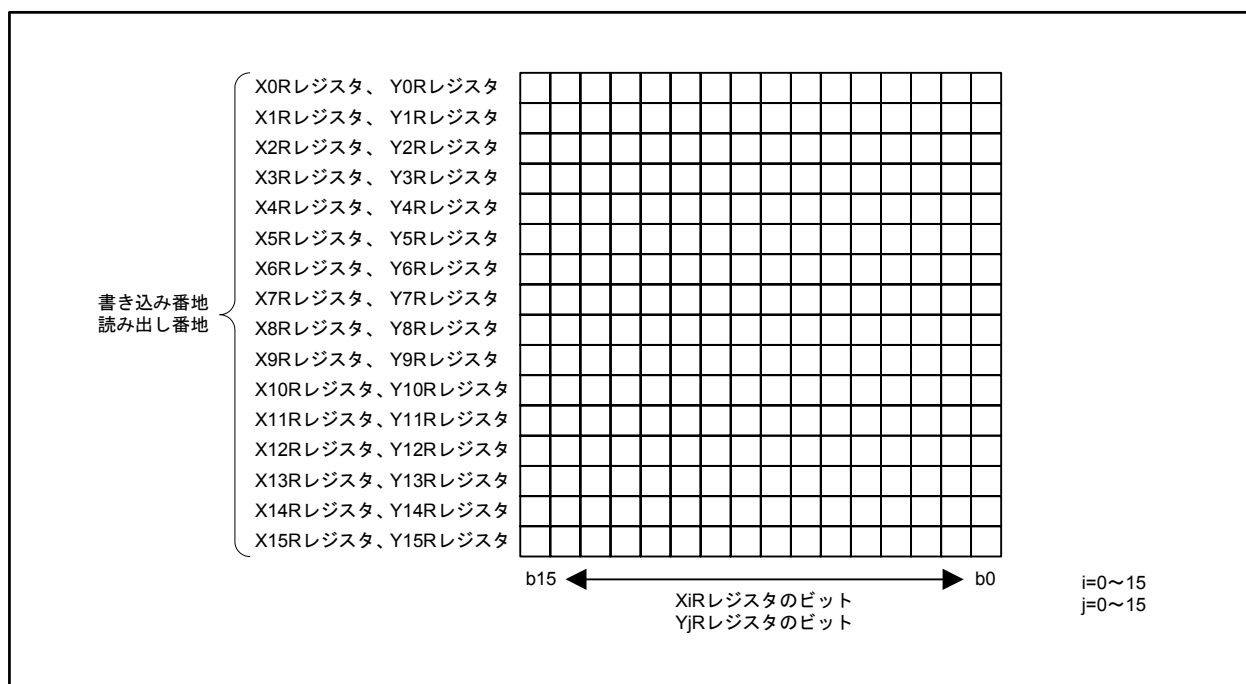 X0Rレジスタ、 Y0Rレジスタ
X1Rレジスタ、 Y1Rレジスタ
X2Rレジスタ、 Y2Rレジスタ
X3Rレジスタ、 Y3Rレジスタ
X4Rレジスタ、 Y4Rレジスタ
X5Rレジスタ、 Y5Rレジスタ
X6Rレジスタ、 Y6Rレジスタ
X7Rレジスタ、 Y7Rレジスタ
X8Rレジスタ、 Y8Rレジスタ
X9Rレジスタ、 Y9Rレジスタ
X10Rレジスタ、Y10Rレジスタ
X11Rレジスタ、Y11Rレジスタ
X12Rレジスタ、Y12Rレジスタ
X13Rレジスタ、Y13Rレジスタ
X14Rレジスタ、Y14Rレジスタ
X15Rレジスタ、Y15Rレジスタ
書き込み番地
読み出し番地
b15 b0
XiRレジスタのビット
YjRレジスタのビット
i=0～15
j=0～15